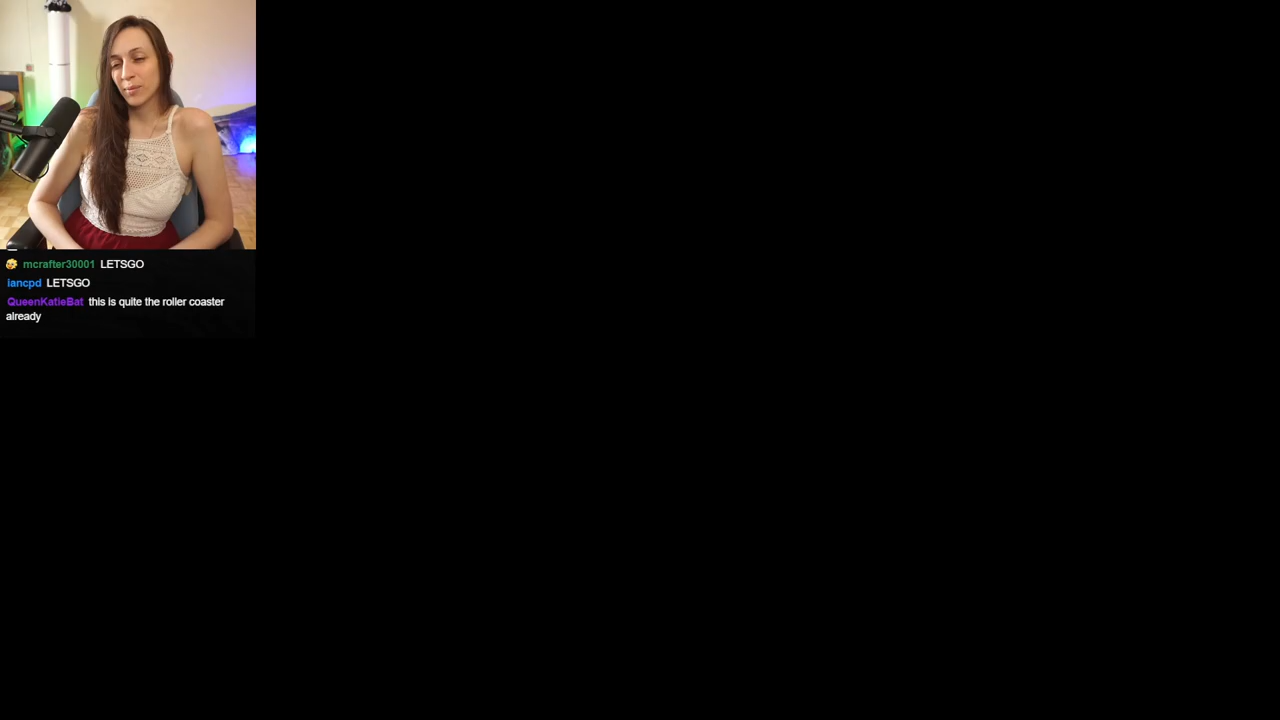 mcrafter30001 LETSGO
iancpd LETSGO
QueenKatieBat this is quite the roller coaster
already